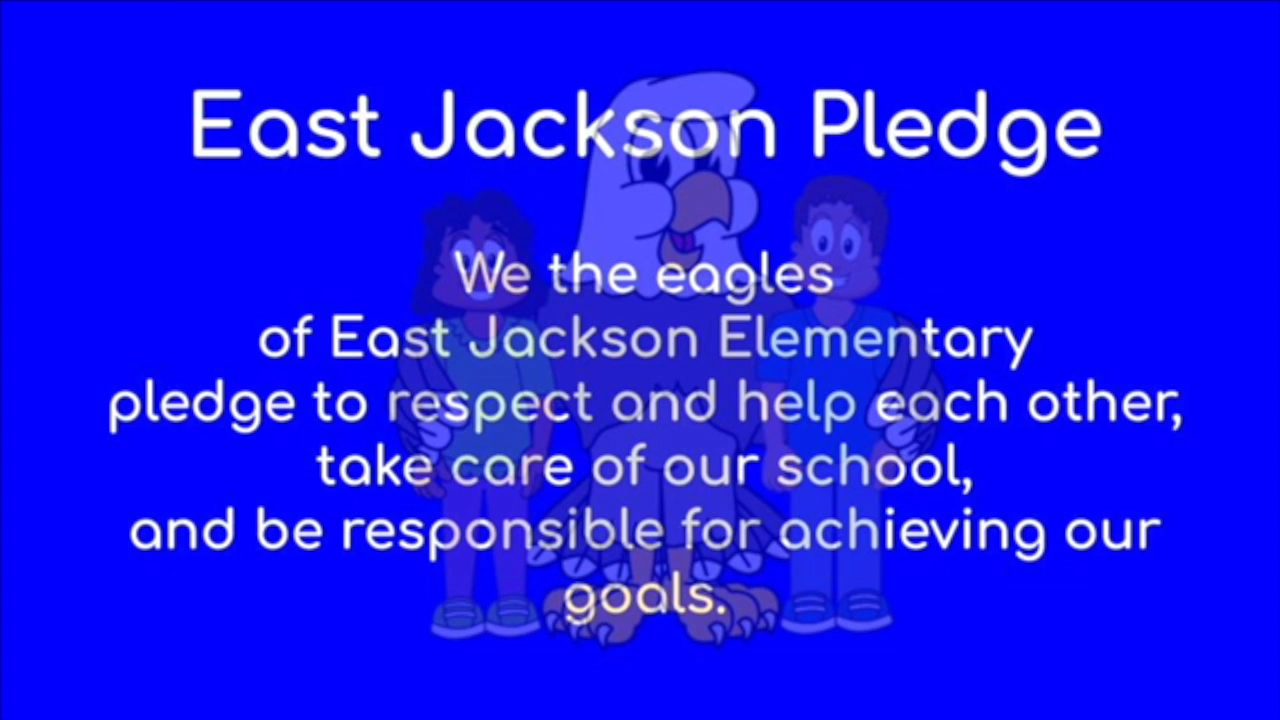 East Jackson Pledge
We the eagles
of East Jackson Elementary
pledge to respect and help each other,
take care of our school,
and be responsible for achieving our
goals.